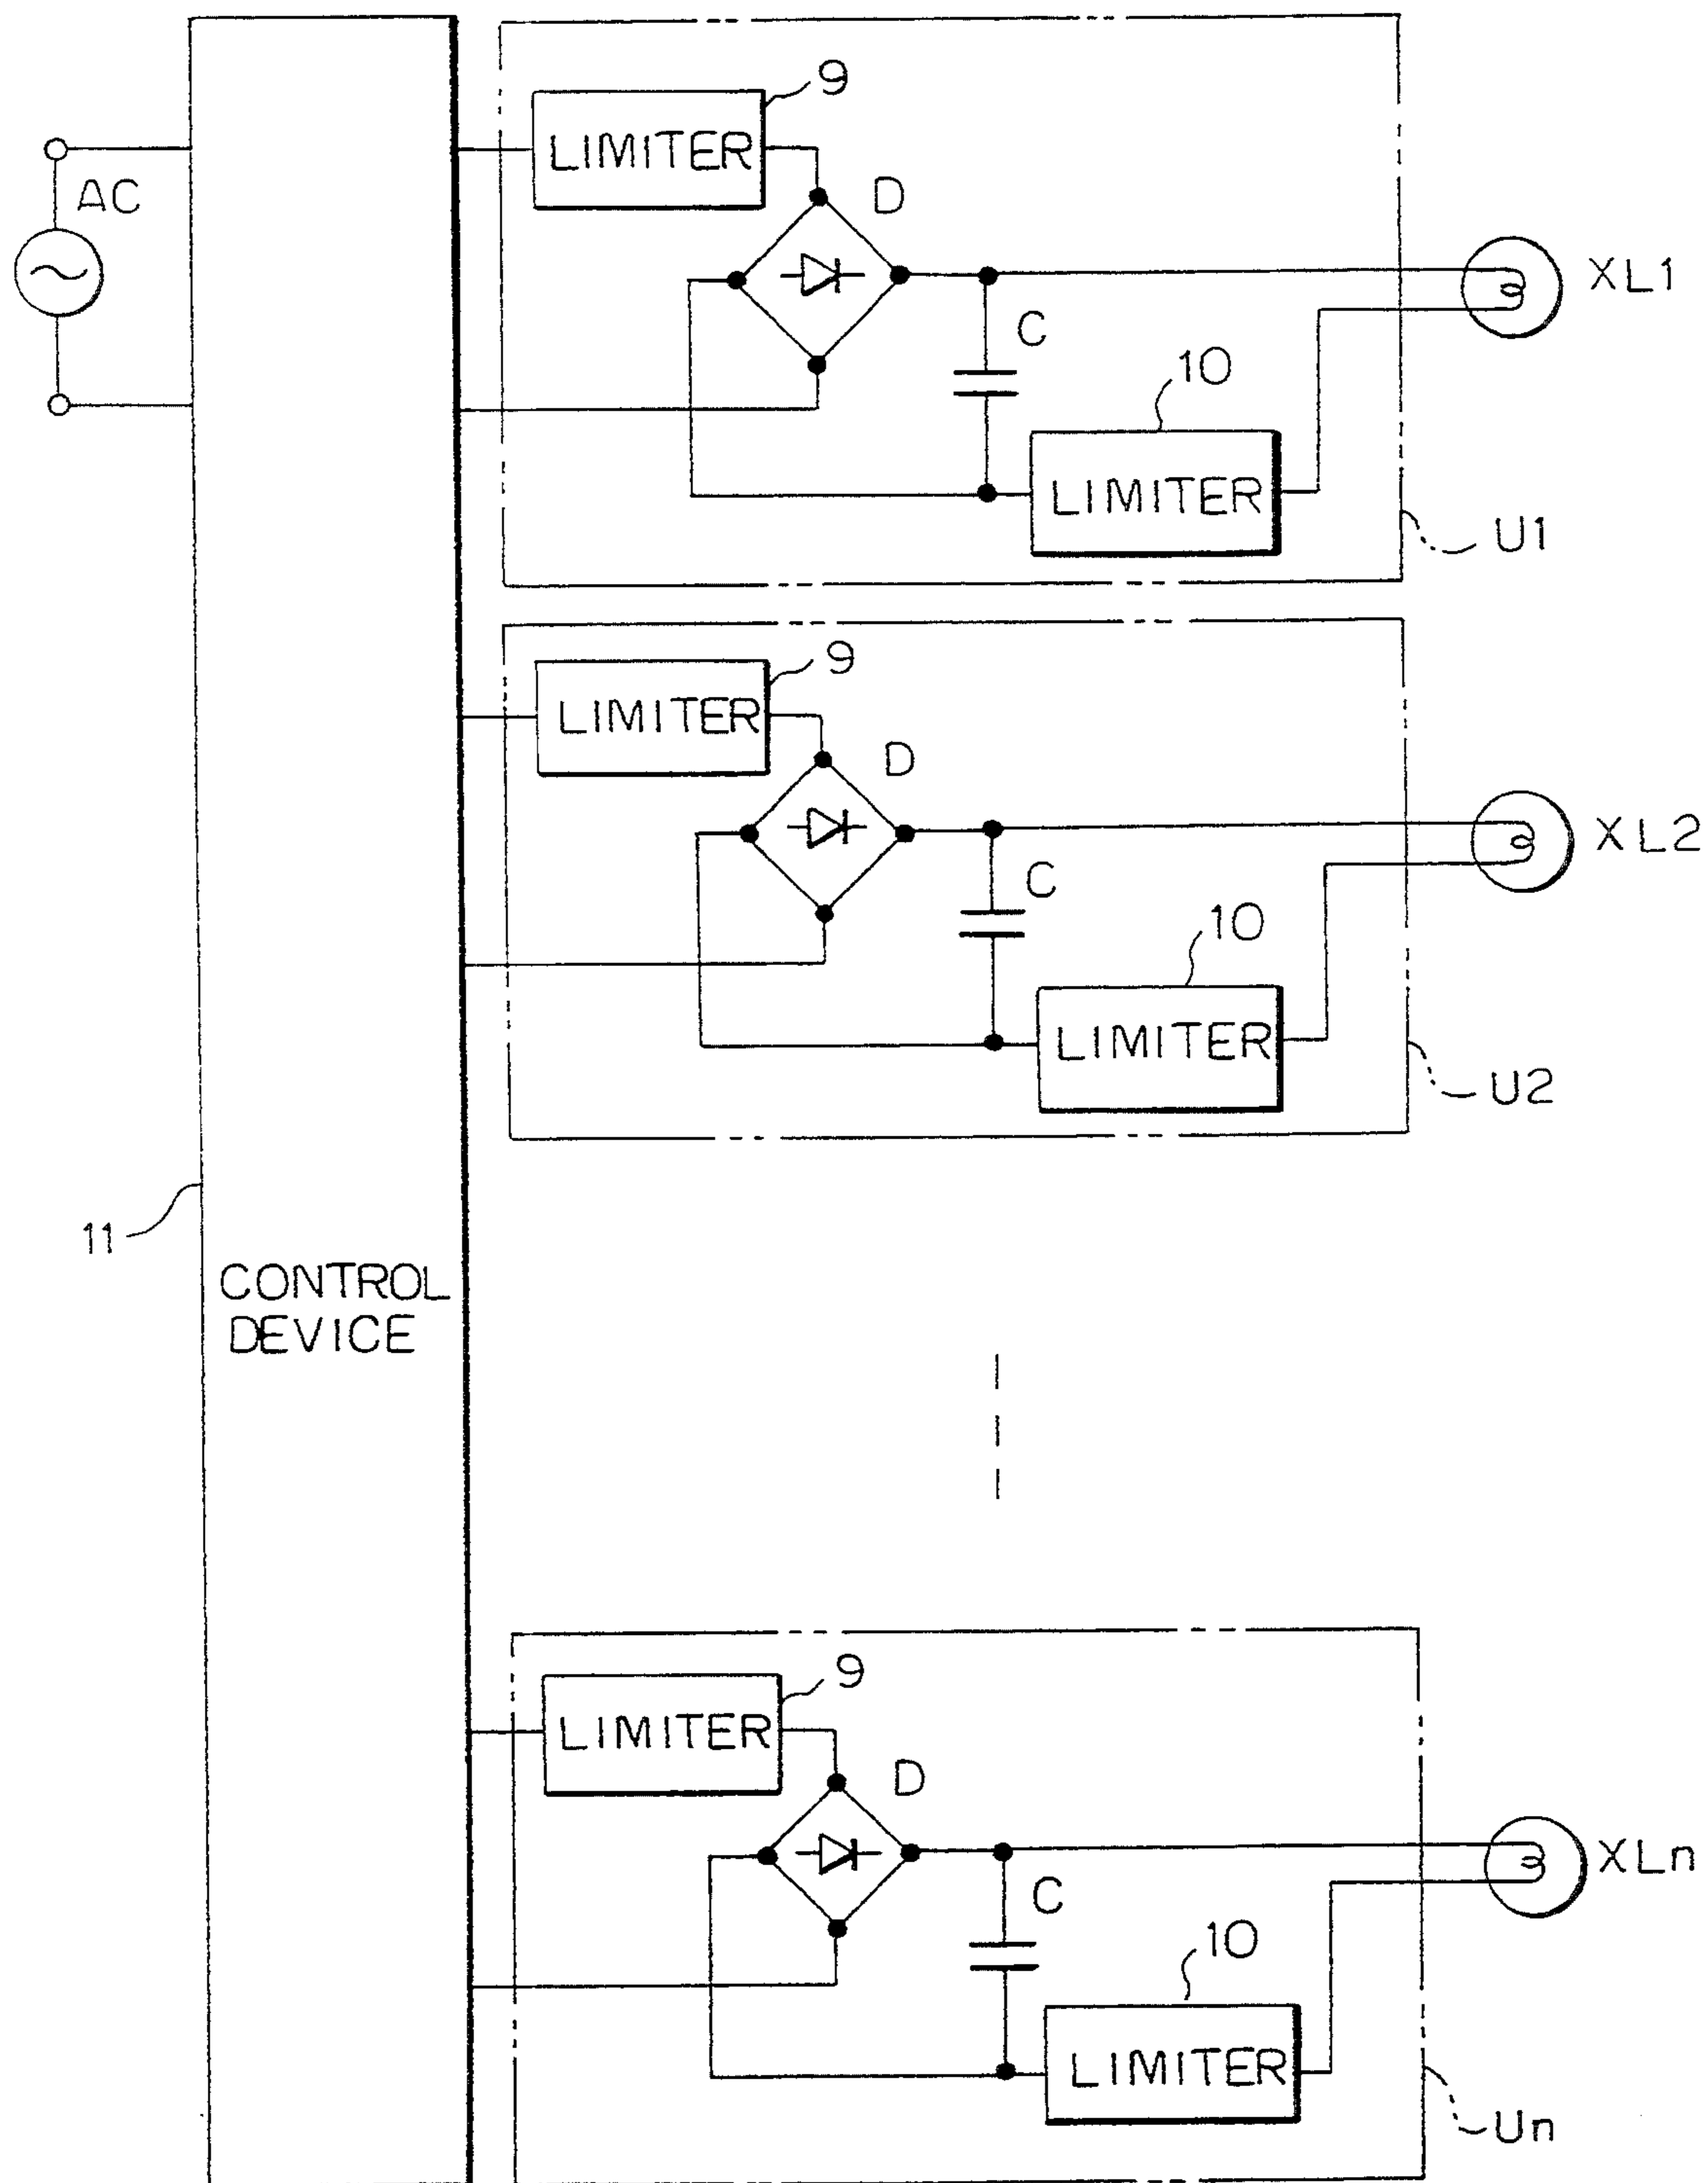 9
LIMITER
AC
D
XL1
C
10
LIMITER
U1
9
LIMITER
D
XL2
C
10
LIMITER
U2
11
CONTROL
DEVICE
9
LIMITER
D
XLn
C
10
LIMITER
Un